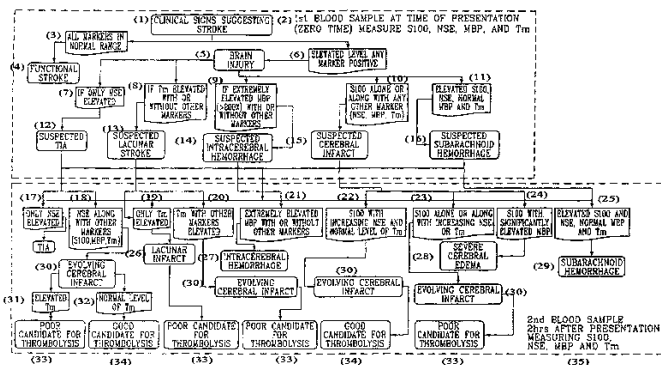 (1)
CLINICAL SIGNS SUGGESTING
STROKE
(2)
1st BLOOD SAMPLE AT TIME OF PRESENTATION
(ZERO TIME) MEASURE S100, NSE, MBP, AND Tm
(3)
ALL MARKERS IN
NORMAL RANGE
(4)
FUNCTIONAL
STROKE
(5)
BRAIN
INJURY
(6)
ELEVATED LEVEL ANY
MARKER POSITIVE
(7)
IF ONLY NSE
ELEVATED
(8)
IF Tm ELEVATED
WITH OR
WITHOUT OTHER
MARKERS
(9)
IF EXTREMELY
ELEVATED MBP
WITH OR
WITHOUT OTHER
MARKERS
(10)
S100 ALONE OR
ALONG WITH ANY
OTHER MARKER
(NSE, MBP, Tm)
(11)
ELEVATED S100,
NSE, NORMAL
MBP AND Tm
(12)
SUSPECTED
TIA
(13)
SUSPECTED
LACUNAR
STROKE
(14)
SUSPECTED
INTRACEREBRAL
HEMORRHAGE
(15)
SUSPECTED
CEREBRAL
INFARCT
(16)
SUSPECTED
SUBARACHNOID
HEMORRHAGE
(17)
ONLY NSE
ELEVATED
TIA
(18)
NSE ALONG
WITH OTHER
MARKERS
(S100,MBP,Tm)
(19)
ONLY Tm
ELEVATED
(20)
Tm WITH OTHER
MARKERS
ELEVATED
(21)
EXTREMELY ELEVATED
MBP WITH OR WITHOUT
OTHER MARKERS
(22)
S100 WITH
INCREASING NSE AND
NORMAL LEVEL OF Tm
(23)
S100 ALONE OR ALONG
WITH INCREASING NSE
OR Tm
(24)
S100 WITH
SIGNIFICANTLY
ELEVATED MBP
(25)
ELEVATED S100 AND
NSE, NORMAL MBP
AND Tm
(26)
LACUNAR
INFARCT
(27)
INTRACEREBRAL
HEMORRHAGE
(28)
SEVERE
CEREBRAL
EDEMA
(29)
SUBARACHNOID
HEMORRHAGE
(30)
EVOLVING
CEREBRAL
INFARCT
(30)
EVOLVING
CEREBRAL INFARCT
(30)
EVOLVING CEREBRAL INFARCT
(30)
EVOLVING
CEREBRAL INFARCT
(31)
ELEVATED
Tm
(32)
NORMAL LEVEL
OF Tm
POOR
CANDIDATE FOR
THROMBOLYSIS
(33)
GOOD
CANDIDATE FOR
THROMBOLYSIS
(34)
POOR CANDIDATE
FOR
THROMBOLYSIS
(33)
POOR CANDIDATE
FOR
THROMBOLYSIS
(33)
GOOD
CANDIDATE FOR
THROMBOLYSIS
(34)
POOR
CANDIDATE FOR
THROMBOLYSIS
(33)
2nd BLOOD SAMPLE
2hrs AFTER PRESENTATION
MEASURING S100,
NSE, MBP AND Tm
(35)